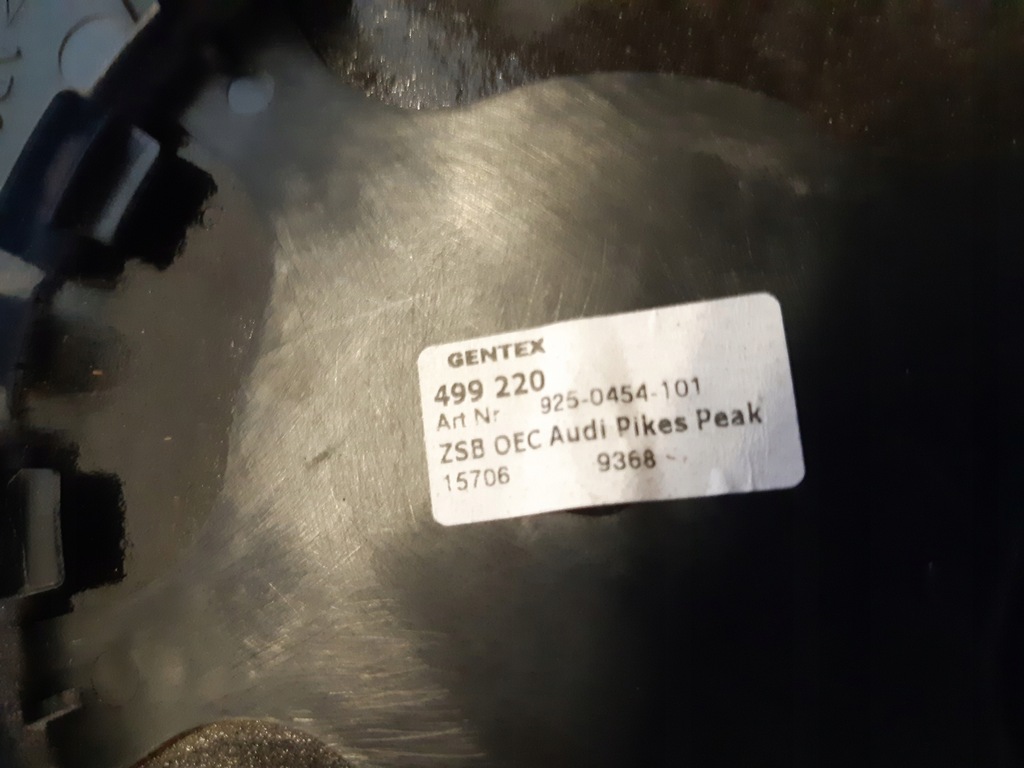 GENTEX
499 220
Art Nr 925-0454-101
ZSB OEC Audi Pikes Peak
15706 9368